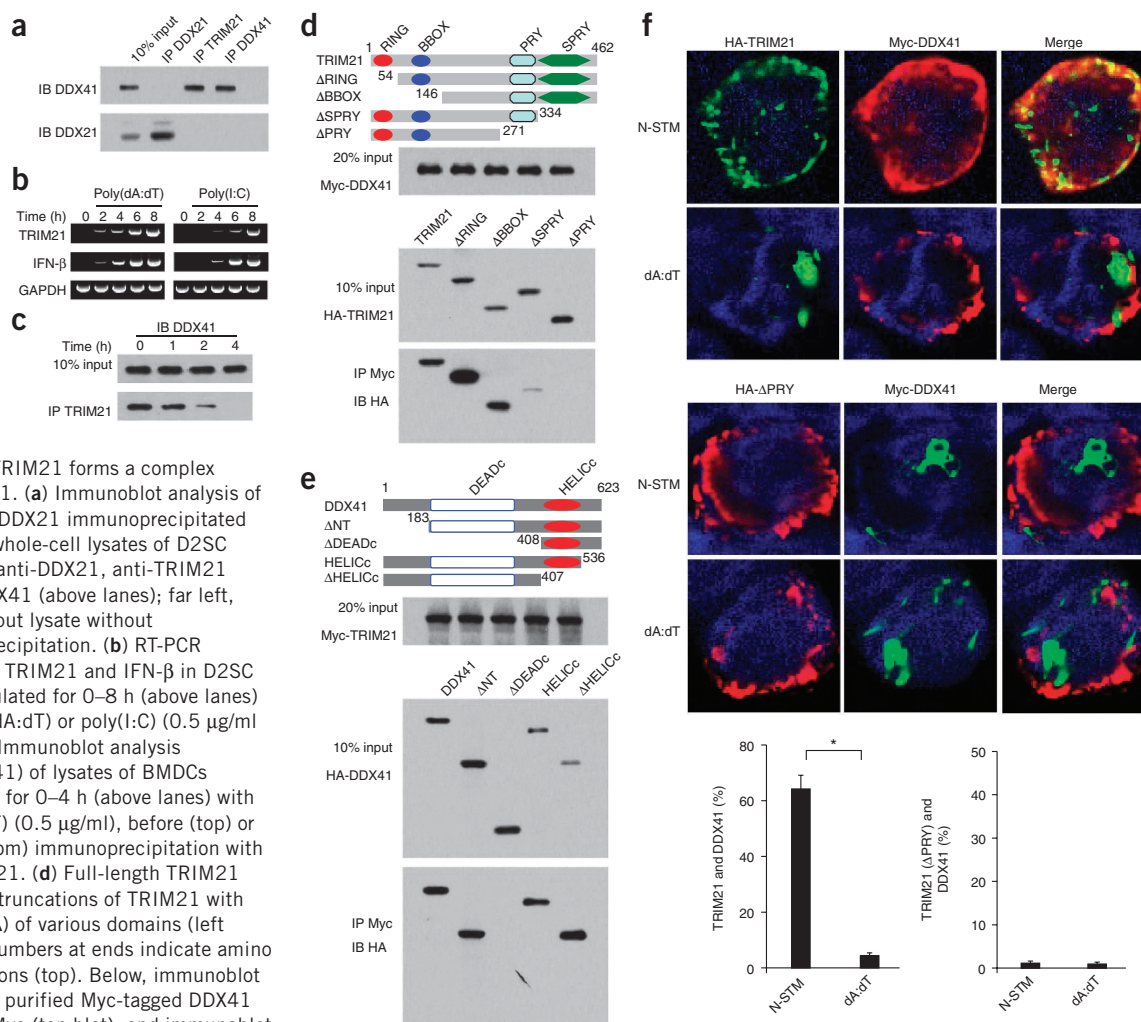 a
10% input
IP DDX21
IP TRIM21
IP DDX41
IB DDX41
IB DDX21
b
Poly(dA:dT) Poly(I:C)
Time (h) 0 2 4 6 8 0 2 4 6 8
TRIM21
IFN-β
GAPDH
c
IB DDX41
Time (h) 0 1 2 4
10% input
IP TRIM21
TRIM21 forms a complex
1. (a) Immunoblot analysis of
DDX21 immunoprecipitated
whole-cell lysates of D2SC
anti-DDX21, anti-TRIM21
X41 (above lanes); far left,
out lysate without
ecipitation. (b) RT-PCR
TRIM21 and IFN-β in D2SC
ulated for 0–8 h (above lanes)
dA:dT) or poly(I:C) (0.5 μg/ml
Immunoblot analysis
41) of lysates of BMDCs
for 0–4 h (above lanes) with
T) (0.5 μg/ml), before (top) or
om) immunoprecipitation with
21. (d) Full-length TRIM21
truncations of TRIM21 with
Δ) of various domains (left
numbers at ends indicate amino
ons (top). Below, immunoblot
purified Myc-tagged DDX41
d
1 RING BBOX PRY SPRY 462
TRIM21
54 ΔRING
146 ΔBBOX
ΔSPRY 334
ΔPRY 271
20% input
Myc-DDX41
TRIM21 ΔRING ΔBBOX ΔSPRY ΔPRY
10% input
HA-TRIM21
IP Myc
IB HA
e
1 DEADc HELICc 623
DDX41
183 ΔNT
408 ΔDEADc
HELICc 536
ΔHELICc 407
20% input
Myc-TRIM21
DDX41 ΔNT ΔDEADc HELICc ΔHELICc
10% input
HA-DDX41
IP Myc
IB HA
f
HA-TRIM21 Myc-DDX41 Merge
N-STM
dA:dT
HA-ΔPRY Myc-DDX41 Merge
N-STM
dA:dT
TRIM21 and DDX41 (%)
80
60
40
20
0
*
N-STM dA:dT
TRIM21 (ΔPRY) and
DDX41 (%)
50
40
30
20
10
0
N-STM dA:dT